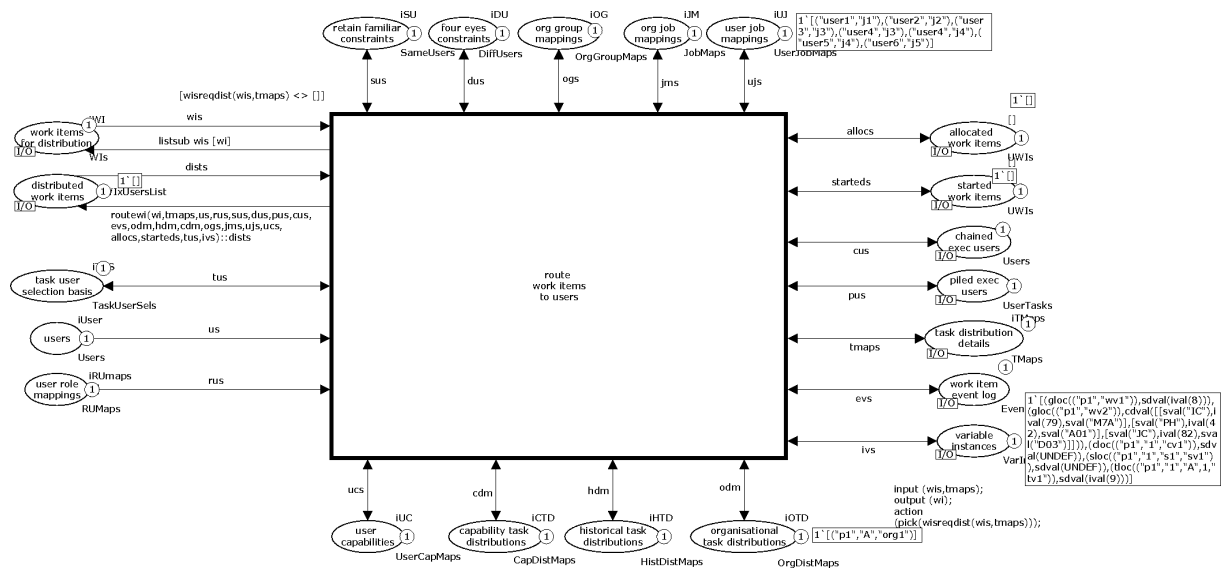 iSU
retain familiar
constraints
1
SameUsers
sus
iDU
four eyes
constraints
1
DiffUsers
dus
iOG
org group
mappings
1
OrgGroupMaps
ogs
iJM
org job
mappings
1
JobMaps
jms
iUJ
user job
mappings
1
UserJobMaps
ujs
1`[("user1","j1"),("user2","j2"),("user
3","j3"),("user4","j3"),("user4","j4"),(
"user5","j4"),("user6","j5")]
[wisreqdist(wis,tmaps) <> []]
work items
for distribution
1
I/O
WIs
wis
listsub wis [wi]
distributed
work items
1
1`[]
I/O
dists
routewi(wi,tmaps,us,rus,sus,dus,pus,cus,
evs,odm,hdm,cdm,ogs,jms,ujs,ucs,
allocs,starteds,tus,ivs)::dists
task user
selection basis
1
TaskUserSels
tus
iUser
users
1
Users
us
iRUmaps
user role
mappings
1
RUMaps
rus
route
work items
to users
1`[]
[]
allocs
allocated
work items
1
I/O
UWIs
[]
1`[]
starteds
started
work items
1
I/O
UWIs
cus
chained
exec users
1
I/O
Users
pus
piled exec
users
1
I/O
UserTasks
iTMaps
tmaps
task distribution
details
1
I/O
TMaps
evs
work item
event log
1
I/O
ivs
variable
instances
1
I/O
1`[(gloc(("p1","wv1")),sdval(ival(8))),
(gloc(("p1","wv2")),cdval([[sval("IC"),i
val(79),sval("M7A")],[sval("PH"),ival(4
2),sval("A01")],[sval("JC"),ival(82),sva
l("D03")]])),(cloc(("p1","1","cv1")),sdv
al(UNDEF)),(sloc(("p1","1","s1","sv1")
),sdval(UNDEF)),(tloc(("p1","1","A",1,"
tv1")),sdval(ival(9)))]
ucs
iUC
user
capabilities
1
UserCapMaps
cdm
iCTD
capability task
distributions
1
CapDistMaps
hdm
iHTD
historical task
distributions
1
HistDistMaps
odm
iOTD
organisational
task distributions
1
OrgDistMaps
1`[("p1","A","org1")]
input (wis,tmaps);
output (wi);
action
(pick(wisreqdist(wis,tmaps)));